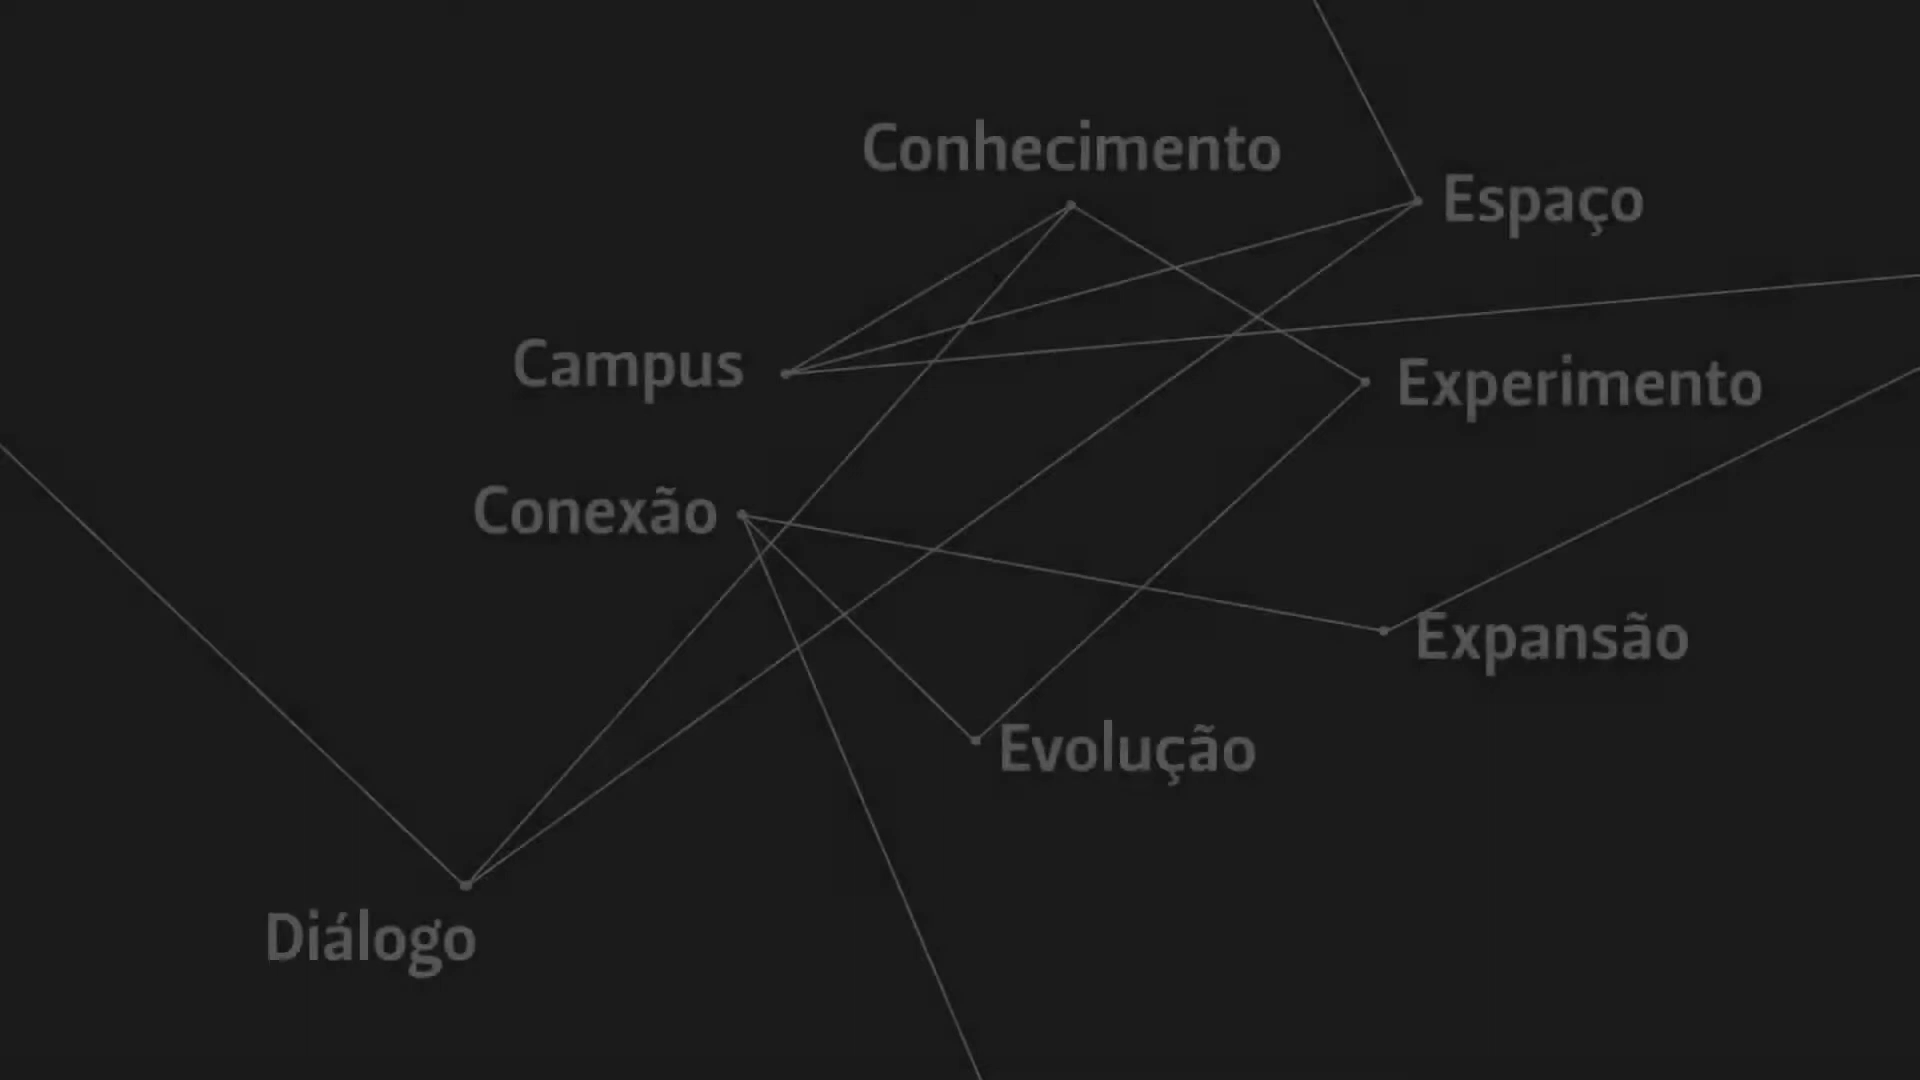 Conhecimento
Espaço
Campus
Experimento
Conexão
Expansão
Evolução
Diálogo